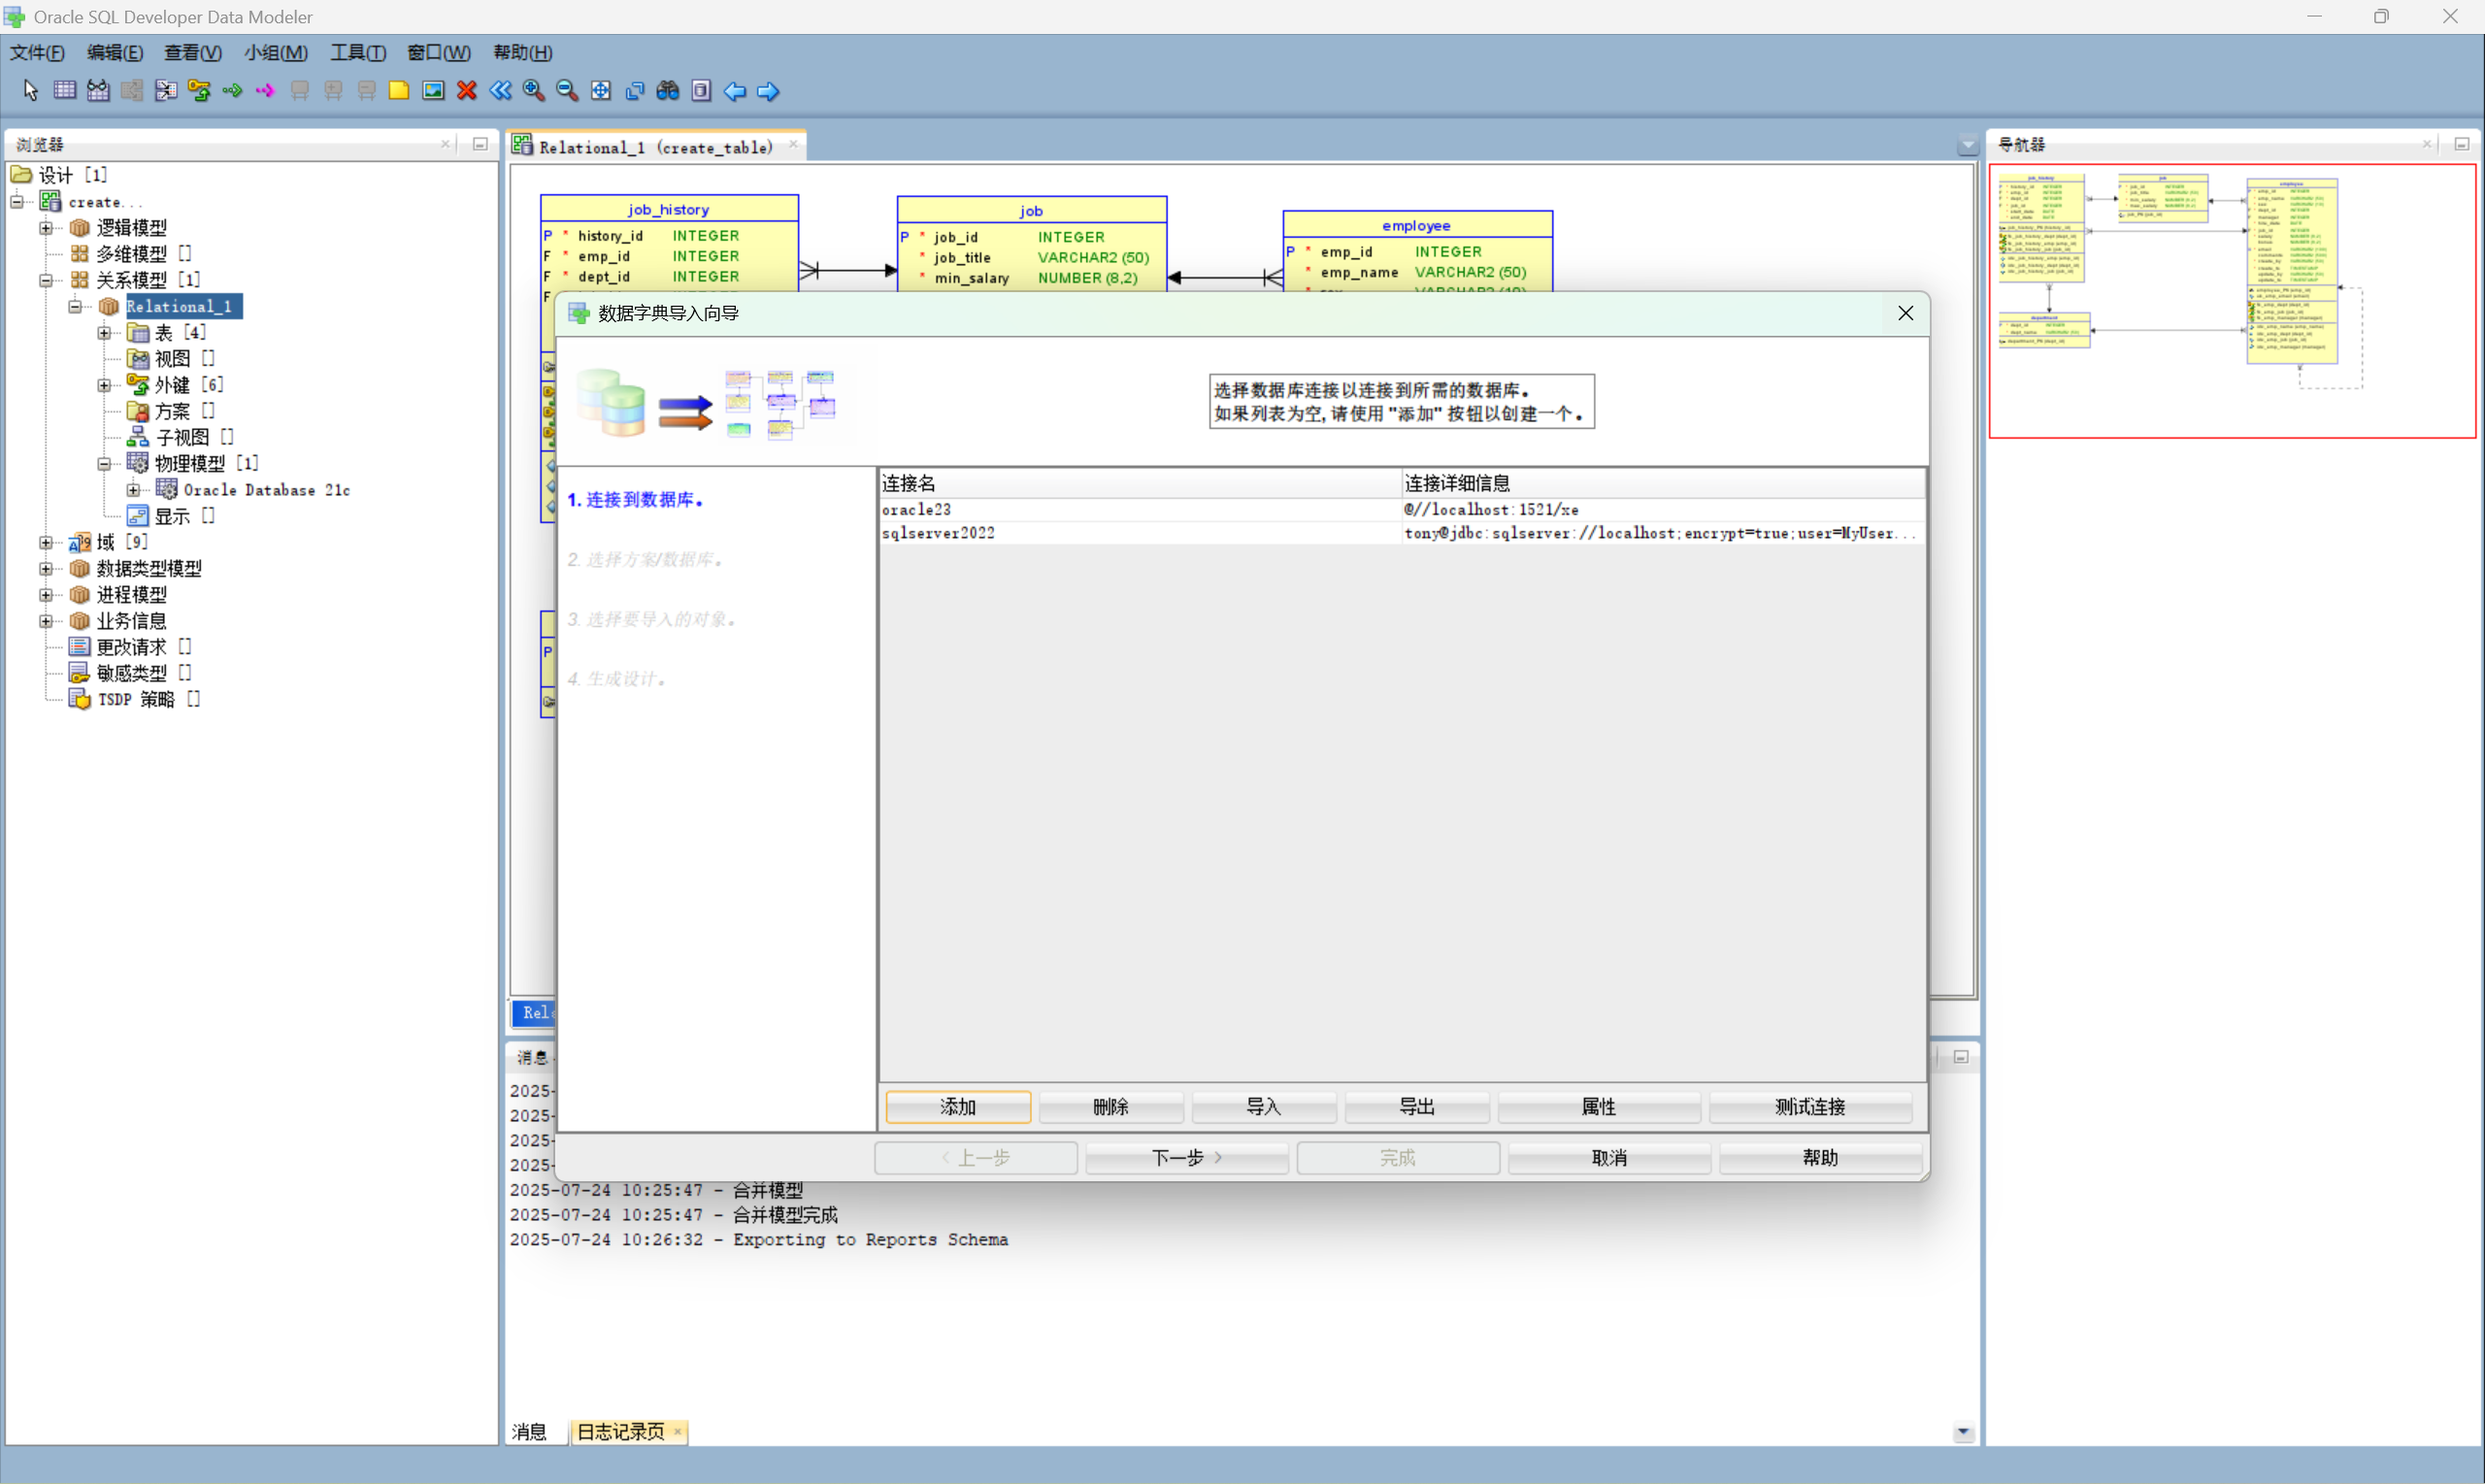 Oracle SQL Developer Data Modeler
文件(F) 编辑(E) 查看(V) 小组(M) 工具(T) 窗口(W) 帮助(H)
浏览器
设计 [1]
create...
逻辑模型
多维模型 []
关系模型 [1]
Relational_1
表 [4]
视图 []
外键 [6]
方案 []
子视图 []
物理模型 [1]
Oracle Database 21c
显示 []
域 [9]
数据类型模型
进程模型
业务信息
更改请求 []
敏感类型 []
TSDP 策略 []
Relational_1 (create_table)
job_history
P * history_id INTEGER
F * emp_id INTEGER
F * dept_id INTEGER
F
job
P * job_id INTEGER
* job_title VARCHAR2 (50)
* min_salary NUMBER (8,2)
employee
P * emp_id INTEGER
* emp_name VARCHAR2 (50)
P
数据字典导入向导
选择数据库连接以连接到所需的数据库。
如果列表为空, 请使用 "添加" 按钮以创建一个。
1. 连接到数据库。
2. 选择方案/数据库。
3. 选择要导入的对象。
4. 生成设计。
连接名 连接详细信息
oracle23 @//localhost:1521/xe
sqlserver2022 tony@jdbc:sqlserver://localhost;encrypt=true;user=MyUser...
添加 删除 导入 导出 属性 测试连接
< 上一步 下一步 > 完成 取消 帮助
消息
2025-
2025-
2025-
2025-
2025-07-24 10:25:47 - 合并模型
2025-07-24 10:25:47 - 合并模型完成
2025-07-24 10:26:32 - Exporting to Reports Schema
消息 日志记录页
导航器